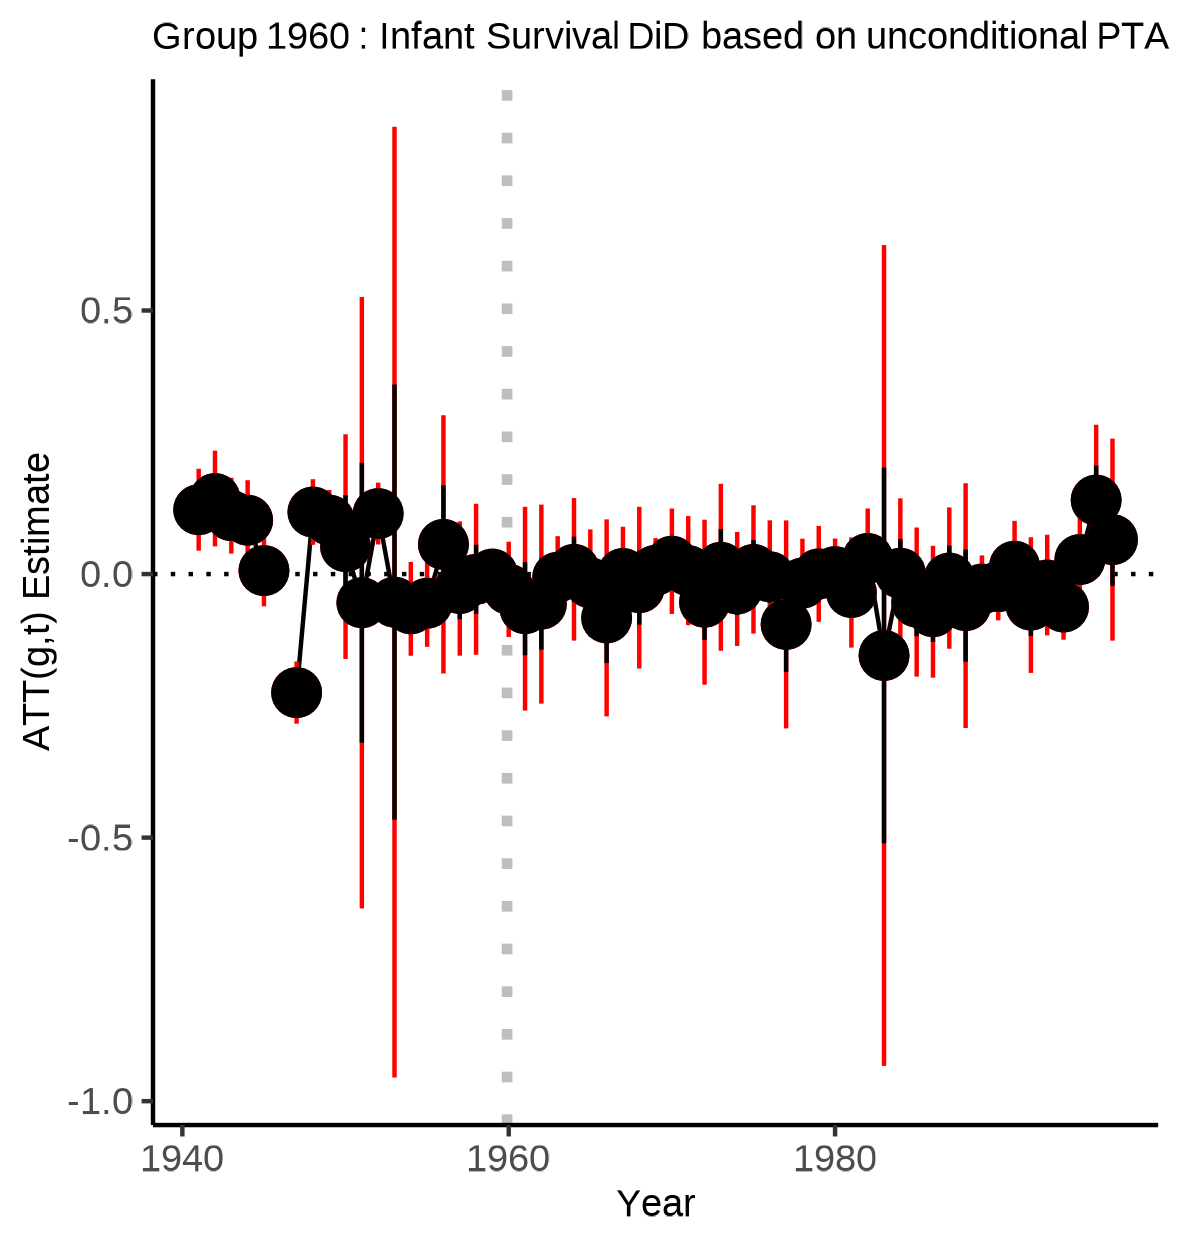 Group 1960 : Infant Survival DiD based on unconditional PTA
ATT(g,t) Estimate
0.5
0.0
-0.5
-1.0
1940
1960
1980
Year